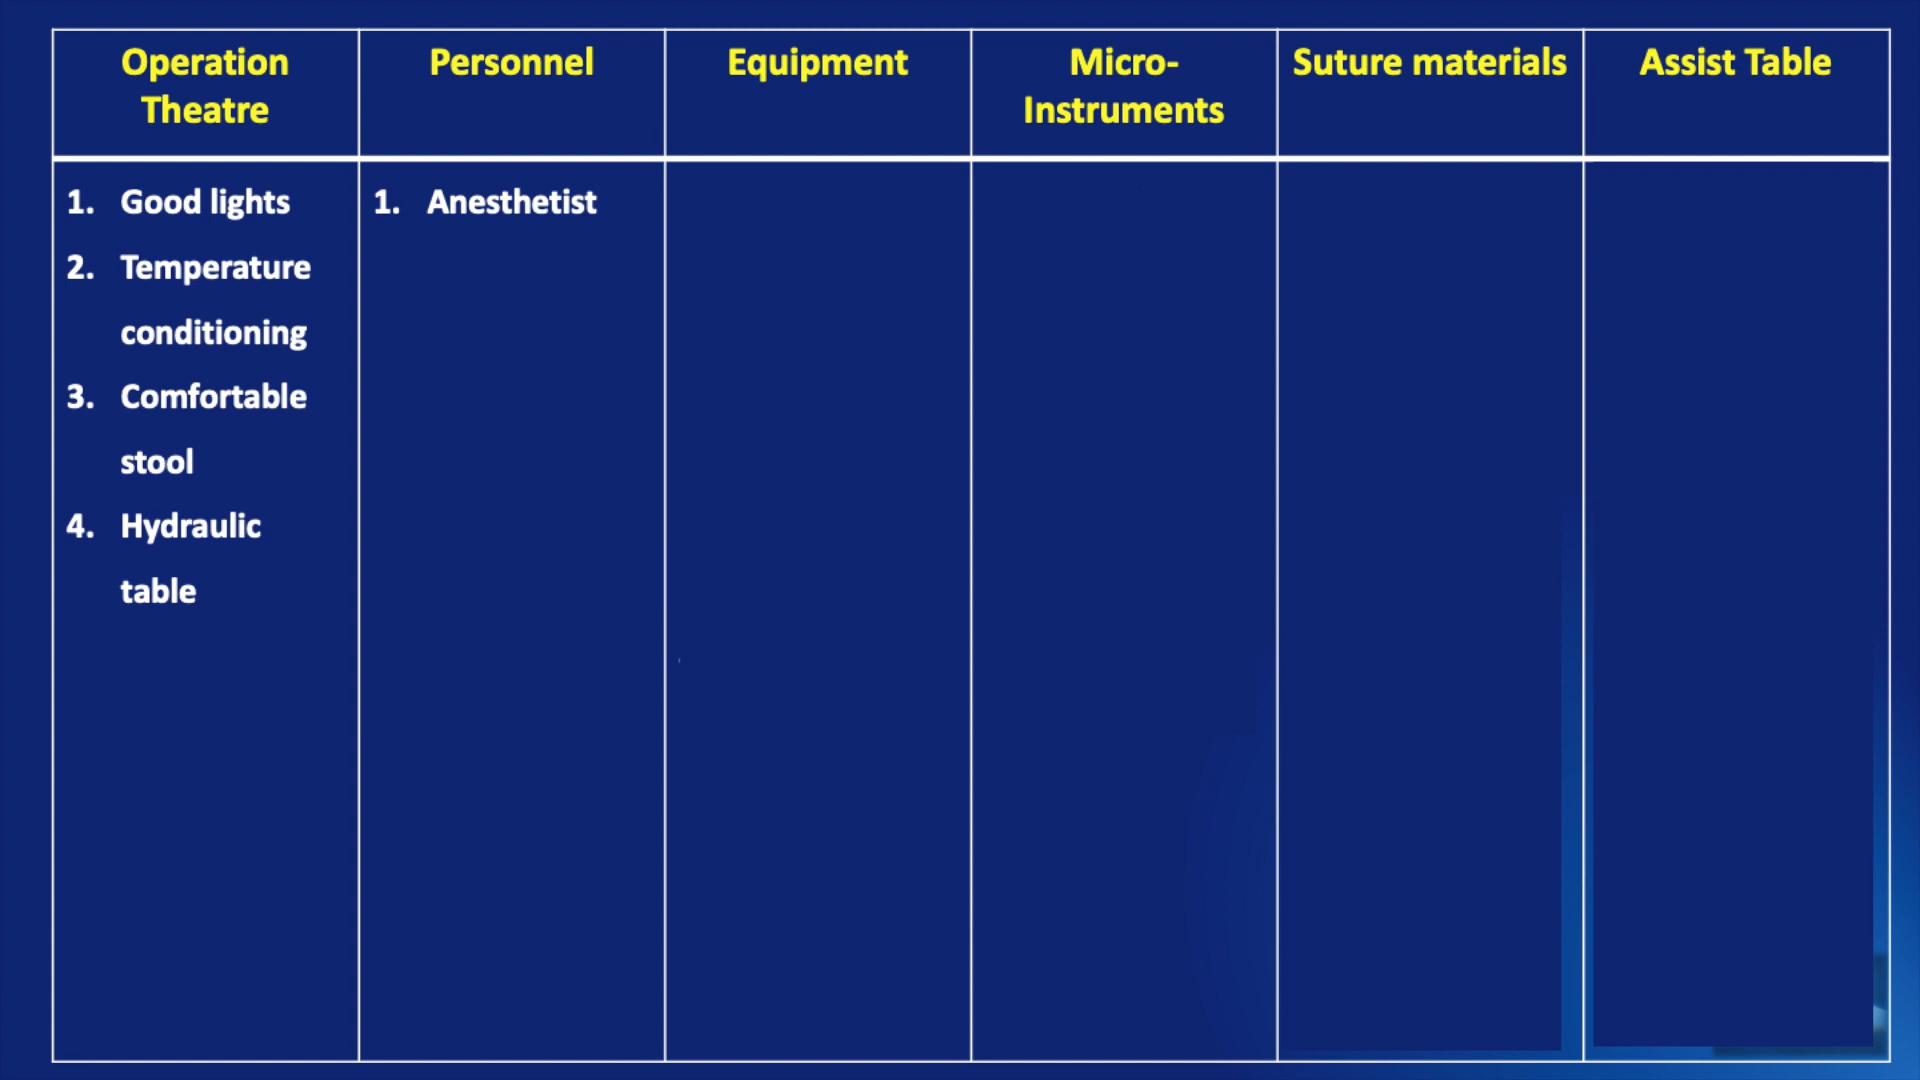 Operation
Theatre
Personnel
Equipment
Micro-
Instruments
Suture materials
Assist Table
1. Good lights
2. Temperature
conditioning
3. Comfortable
stool
4. Hydraulic
table
1. Anesthetist